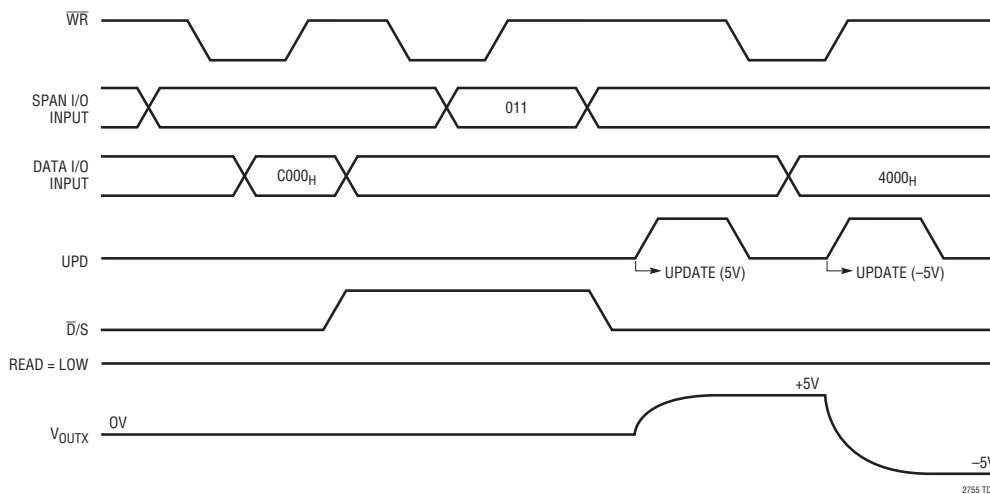 W̅R̅
SPAN I/O
INPUT
011
DATA I/O
INPUT
C000H
4000H
UPD
UPDATE (5V)
UPDATE (–5V)
D̅/S
READ = LOW
+5V
0V
VOUTX
–5V
2755 TD